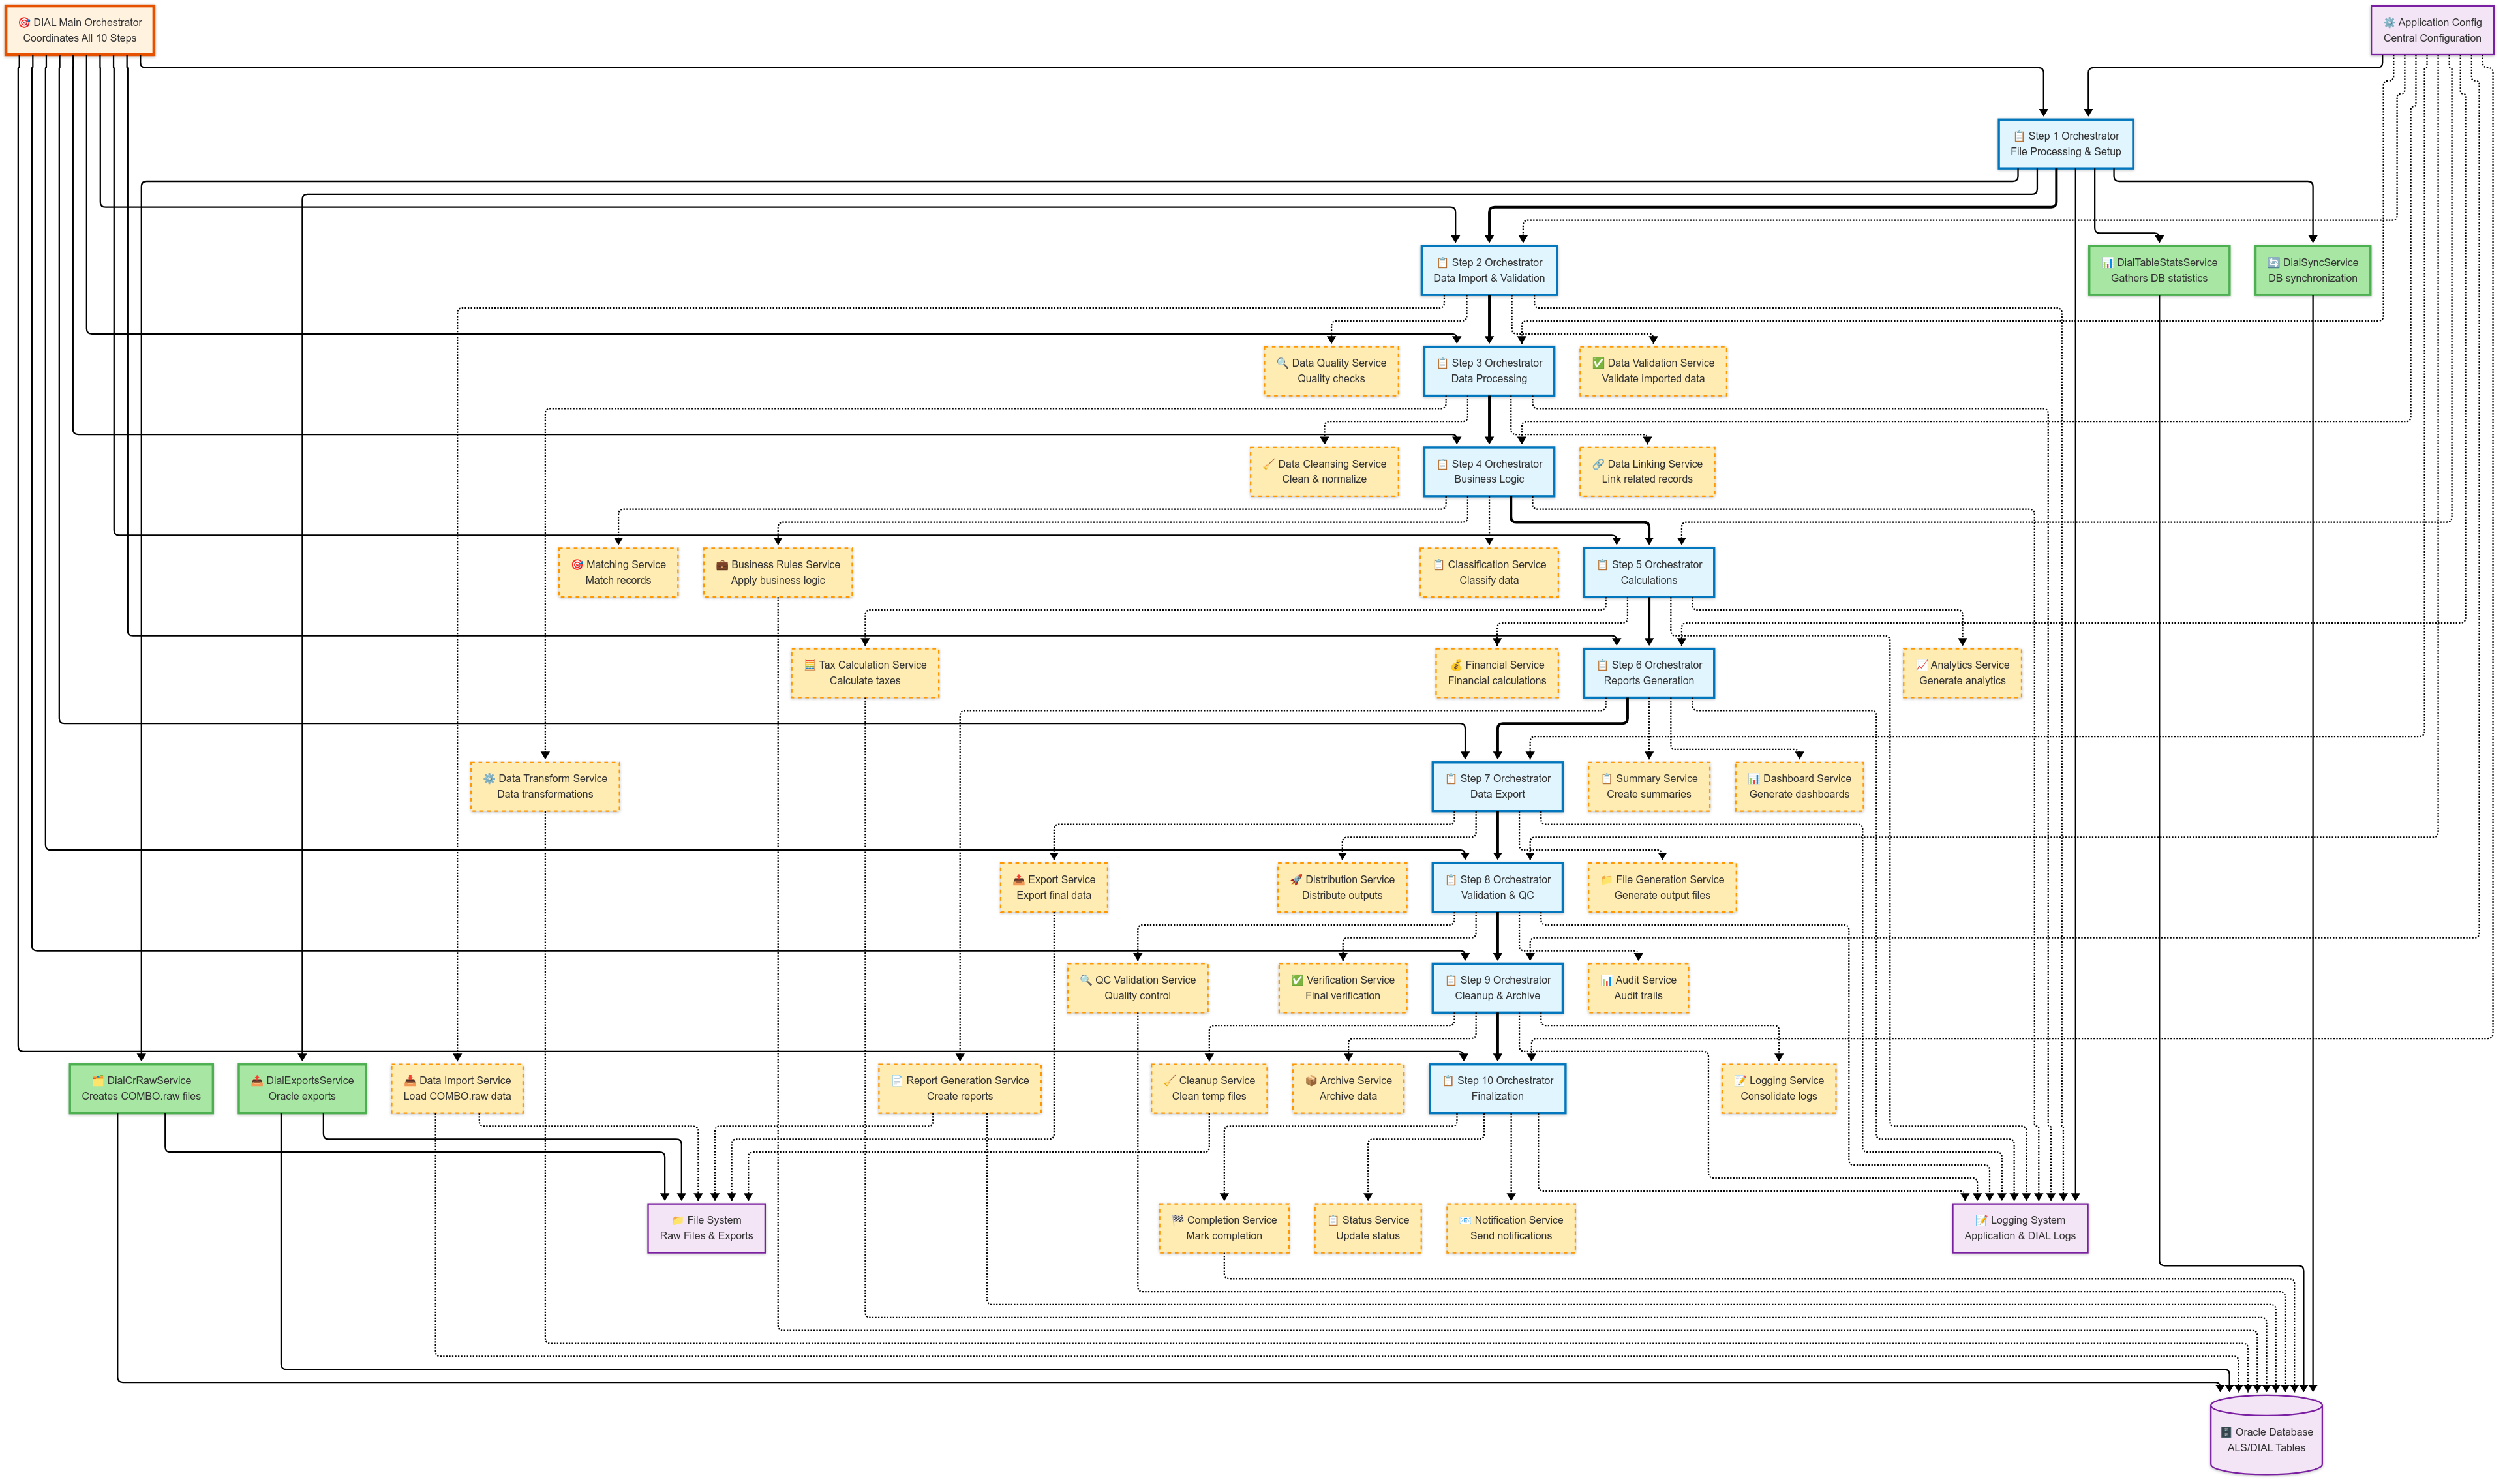 🎯 DIAL Main Orchestrator
Coordinates All 10 Steps
⚙️ Application Config
Central Configuration
📋 Step 1 Orchestrator
File Processing & Setup
📋 Step 2 Orchestrator
Data Import & Validation
📊 DialTableStatsService
Gathers DB statistics
🔄 DialSyncService
DB synchronization
🔍 Data Quality Service
Quality checks
📋 Step 3 Orchestrator
Data Processing
✅ Data Validation Service
Validate imported data
🧹 Data Cleansing Service
Clean & normalize
📋 Step 4 Orchestrator
Business Logic
🔗 Data Linking Service
Link related records
🎯 Matching Service
Match records
💼 Business Rules Service
Apply business logic
📋 Classification Service
Classify data
📋 Step 5 Orchestrator
Calculations
🧮 Tax Calculation Service
Calculate taxes
💰 Financial Service
Financial calculations
📋 Step 6 Orchestrator
Reports Generation
📈 Analytics Service
Generate analytics
⚙️ Data Transform Service
Data transformations
📋 Step 7 Orchestrator
Data Export
📋 Summary Service
Create summaries
📊 Dashboard Service
Generate dashboards
📤 Export Service
Export final data
🚀 Distribution Service
Distribute outputs
📋 Step 8 Orchestrator
Validation & QC
📁 File Generation Service
Generate output files
🔍 QC Validation Service
Quality control
✅ Verification Service
Final verification
📋 Step 9 Orchestrator
Cleanup & Archive
📊 Audit Service
Audit trails
🗂️ DialCrRawService
Creates COMBO.raw files
📤 DialExportsService
Oracle exports
📥 Data Import Service
Load COMBO.raw data
📄 Report Generation Service
Create reports
🧹 Cleanup Service
Clean temp files
📦 Archive Service
Archive data
📋 Step 10 Orchestrator
Finalization
📝 Logging Service
Consolidate logs
📁 File System
Raw Files & Exports
🏁 Completion Service
Mark completion
📋 Status Service
Update status
📧 Notification Service
Send notifications
📝 Logging System
Application & DIAL Logs
🗄️ Oracle Database
ALS/DIAL Tables